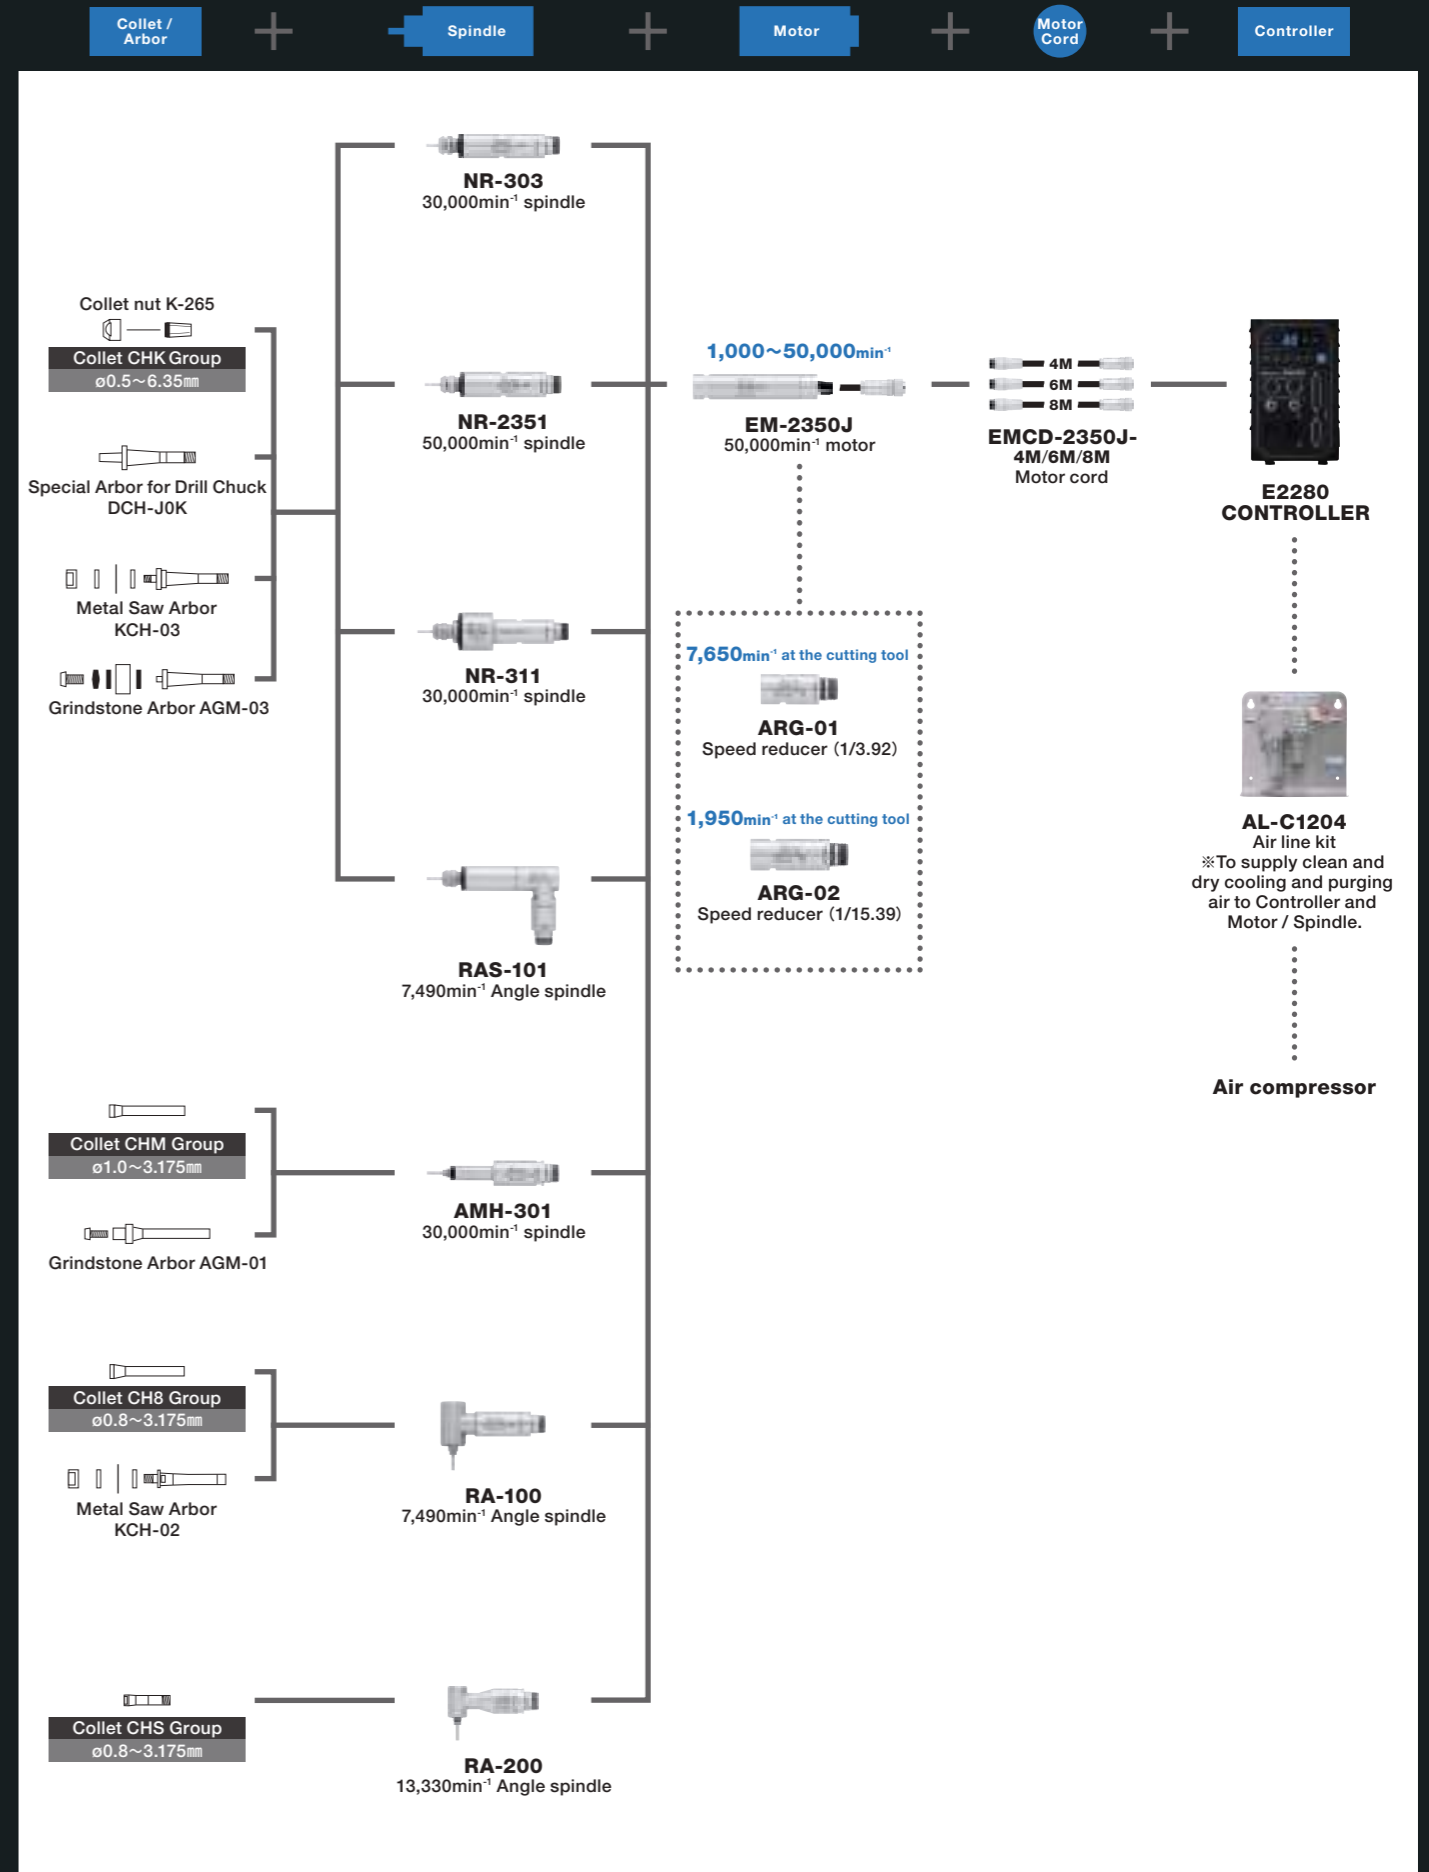 Collet /
Arbor
Spindle
Motor
Motor
Cord
Controller
NR-303
30,000min⁻¹ spindle
Collet nut K-265
Collet CHK Group
ø0.5～6.35㎜
NR-2351
50,000min⁻¹ spindle
1,000～50,000min⁻¹
EM-2350J
50,000min⁻¹ motor
4M
6M
8M
EMCD-2350J-
4M/6M/8M
Motor cord
E2280
CONTROLLER
Special Arbor for Drill Chuck
DCH-J0K
Metal Saw Arbor
KCH-03
Grindstone Arbor AGM-03
NR-311
30,000min⁻¹ spindle
7,650min⁻¹ at the cutting tool
ARG-01
Speed reducer (1/3.92)
1,950min⁻¹ at the cutting tool
ARG-02
Speed reducer (1/15.39)
AL-C1204
Air line kit
※To supply clean and
dry cooling and purging
air to Controller and
Motor / Spindle.
Air compressor
RAS-101
7,490min⁻¹ Angle spindle
Collet CHM Group
ø1.0～3.175㎜
Grindstone Arbor AGM-01
AMH-301
30,000min⁻¹ spindle
Collet CH8 Group
ø0.8～3.175㎜
Metal Saw Arbor
KCH-02
RA-100
7,490min⁻¹ Angle spindle
Collet CHS Group
ø0.8～3.175㎜
RA-200
13,330min⁻¹ Angle spindle